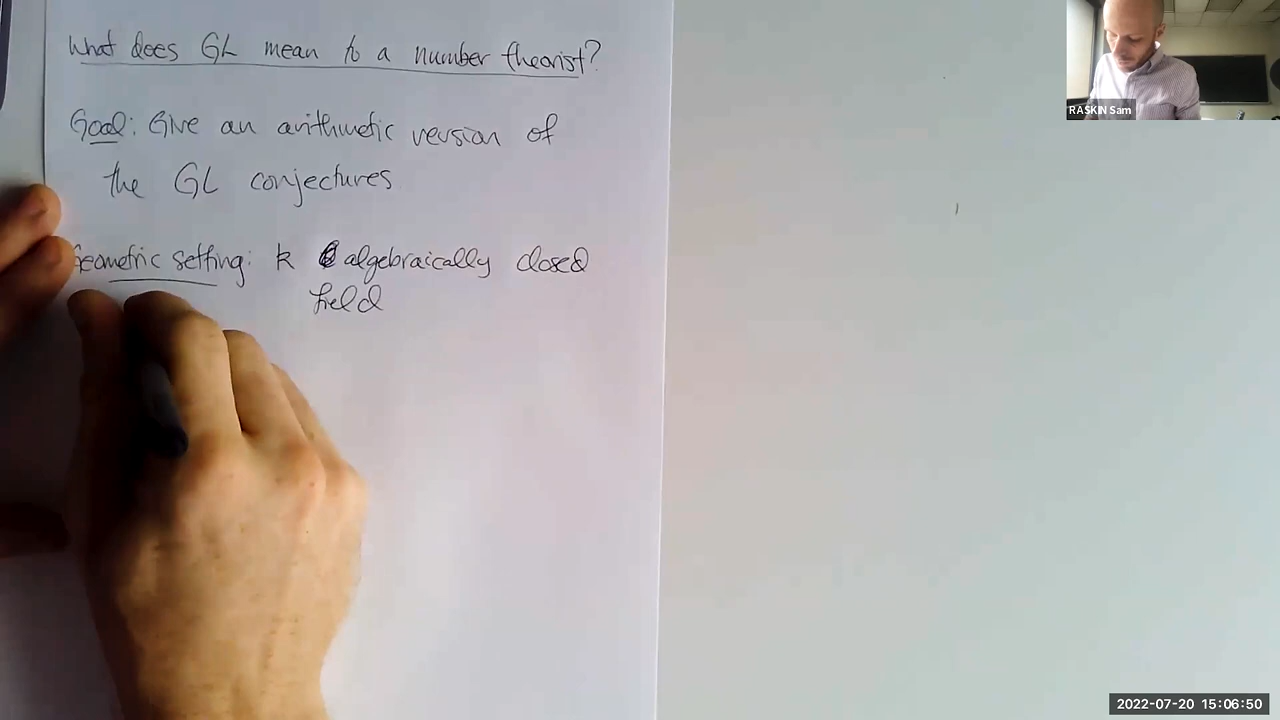 What does GL mean to a number theorist?
Goal: Give an arithmetic version of
the GL conjectures
Geometric setting: k algebraically closed
field
RASKIN Sam
2022-07-20 15:06:50